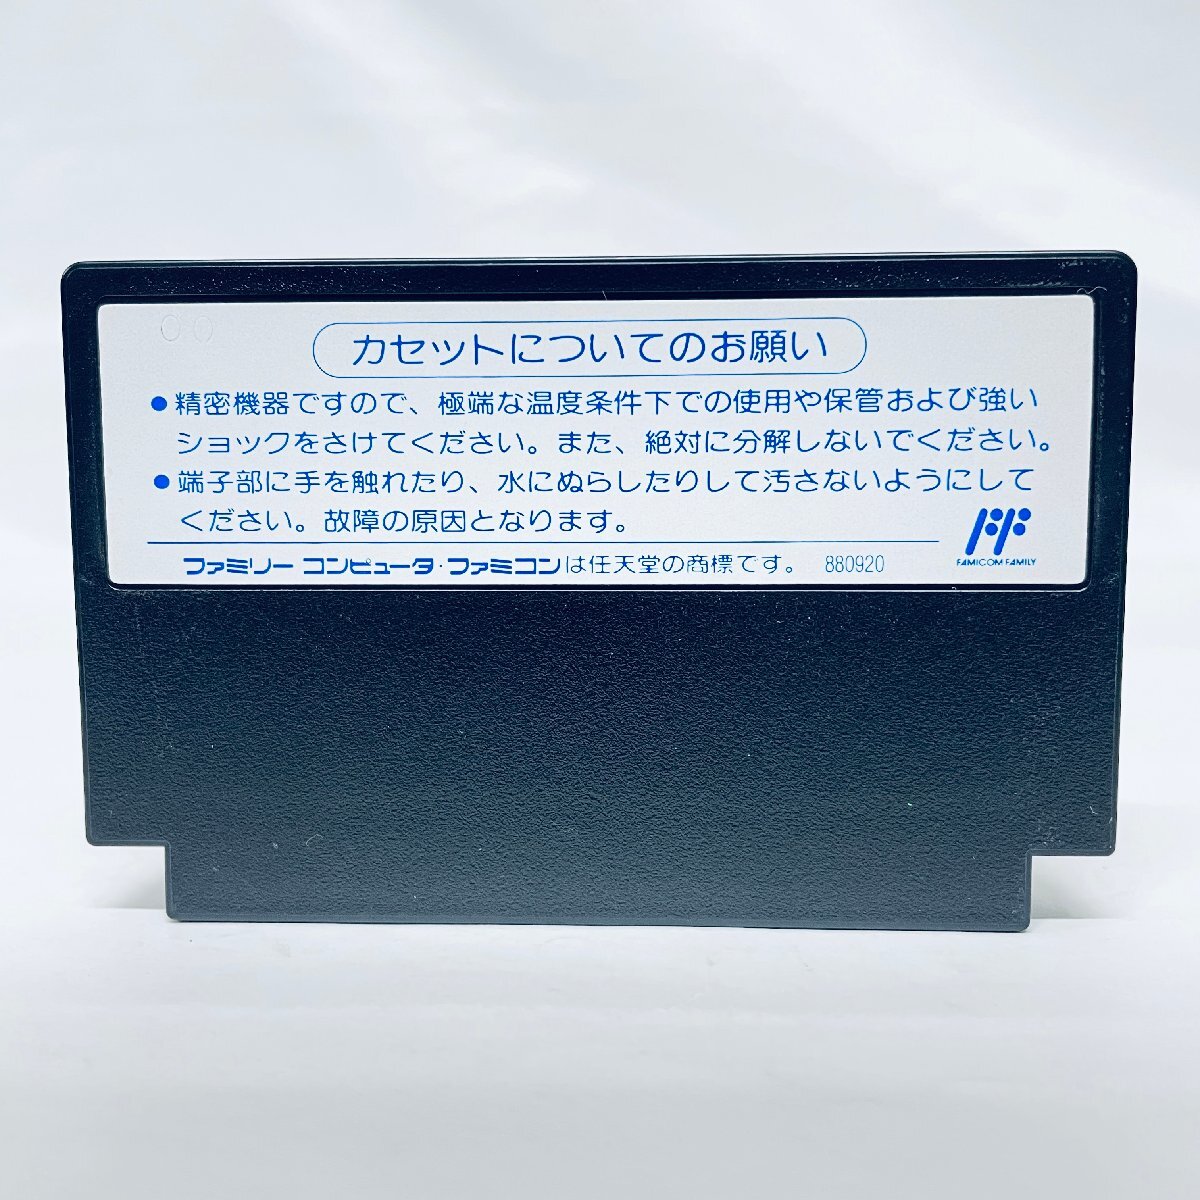 カセットについてのお願い
●精密機器ですので、極端な温度条件下での使用や保管および強い
ショックをさけてください。また、絶対に分解しないでください。
●端子部に手を触れたり、水にぬらしたりして汚さないようにして
ください。故障の原因となります。
ファミリー コンピュータ・ファミコンは任天堂の商標です。 880920
FAMICOM FAMILY